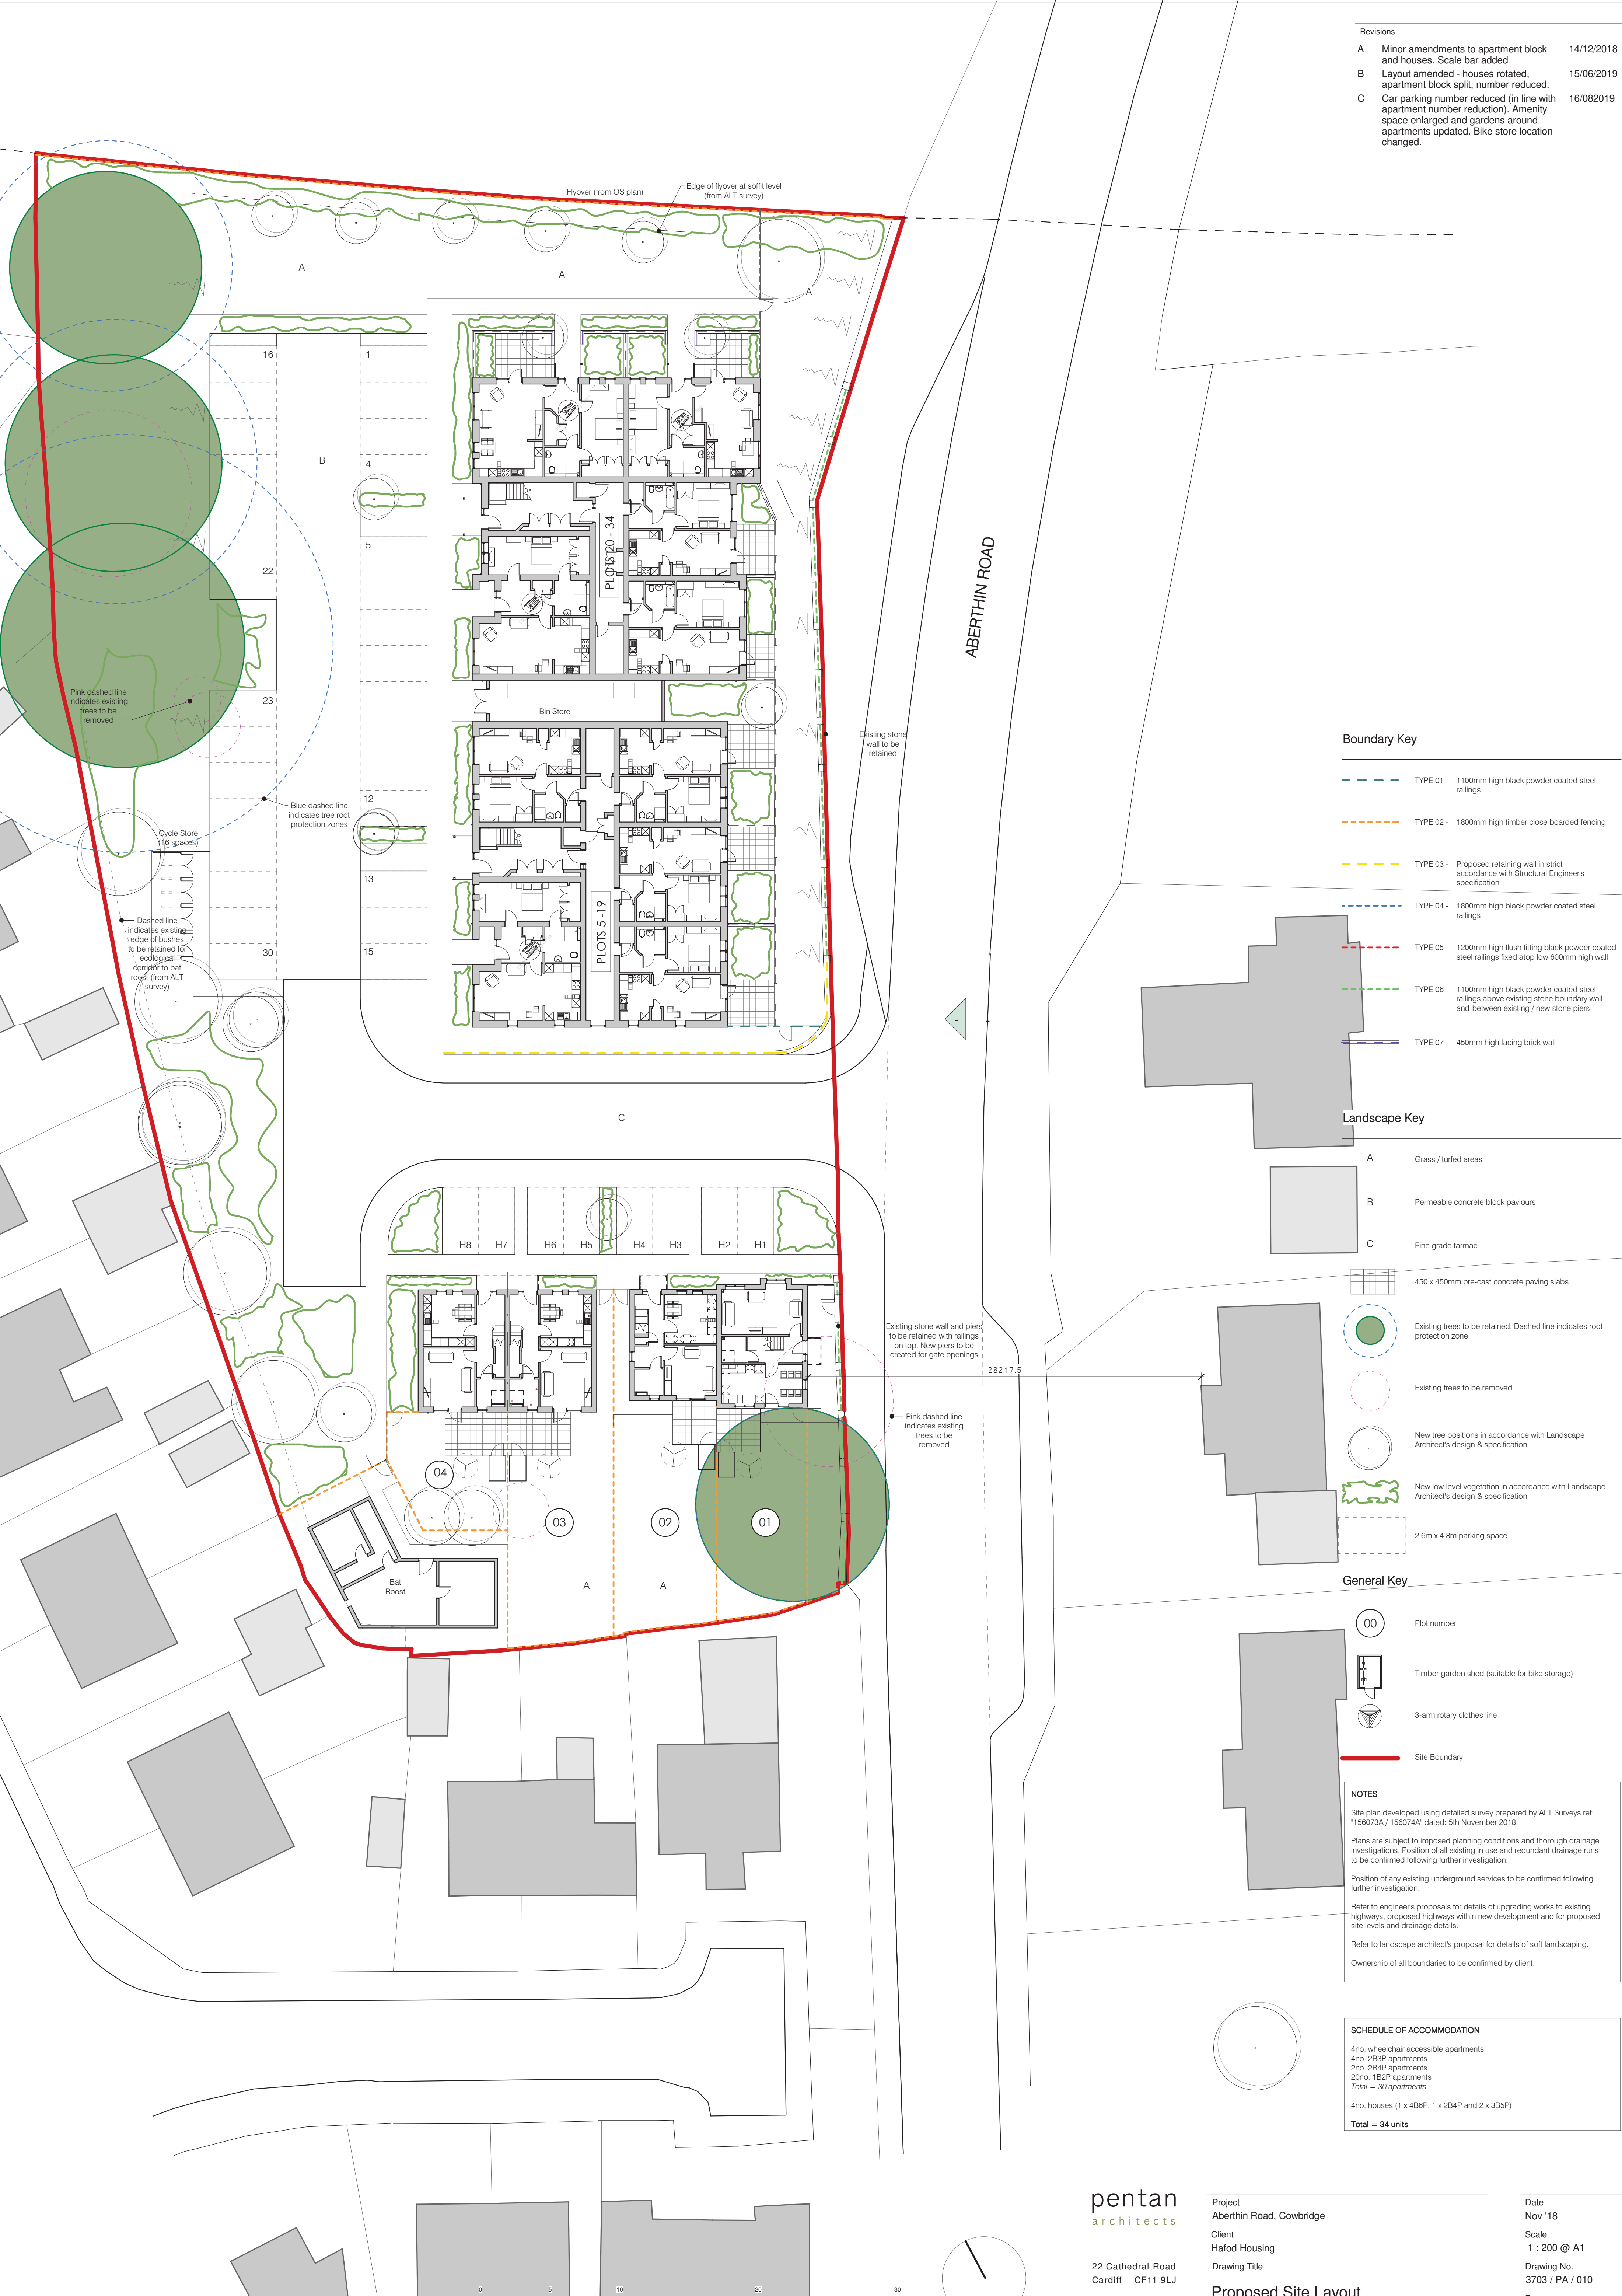 Revisions
A Minor amendments to apartment block 14/12/2018
and houses. Scale bar added
B Layout amended - houses rotated, 15/06/2019
apartment block split, number reduced.
C Car parking number reduced (in line with 16/082019
apartment number reduction). Amenity
space enlarged and gardens around
apartments updated. Bike store location
changed.
Flyover (from OS plan)
Edge of flyover at soffit level
(from ALT survey)
A
A
A
16
1
B
4
5
22
23
12
13
30
15
PLOTS 20 - 34
PLOTS 5 -19
Bin Store
ABERTHIN ROAD
Pink dashed line
indicates existing
trees to be
removed
Existing stone
wall to be
retained
Blue dashed line
indicates tree root
protection zones
Cycle Store
(16 spaces)
Dashed line
indicates existing
edge of bushes
to be retained for
ecological
corridor to bat
roost (from ALT
survey)
C
H8
H7
H6
H5
H4
H3
H2
H1
Existing stone wall and piers
to be retained with railings
on top. New piers to be
created for gate openings
28217.5
Pink dashed line
indicates existing
trees to be
removed
04
03
02
01
A
A
Bat
Roost
Boundary Key
TYPE 01 - 1100mm high black powder coated steel
railings
TYPE 02 - 1800mm high timber close boarded fencing
TYPE 03 - Proposed retaining wall in strict
accordance with Structural Engineer's
specification
TYPE 04 - 1800mm high black powder coated steel
railings
TYPE 05 - 1200mm high flush fitting black powder coated
steel railings fixed atop low 600mm high wall
TYPE 06 - 1100mm high black powder coated steel
railings above existing stone boundary wall
and between existing / new stone piers
TYPE 07 - 450mm high facing brick wall
Landscape Key
A Grass / turfed areas
B Permeable concrete block paviours
C Fine grade tarmac
450 x 450mm pre-cast concrete paving slabs
Existing trees to be retained. Dashed line indicates root
protection zone
Existing trees to be removed
New tree positions in accordance with Landscape
Architect's design & specification
New low level vegetation in accordance with Landscape
Architect's design & specification
2.6m x 4.8m parking space
General Key
00 Plot number
Timber garden shed (suitable for bike storage)
3-arm rotary clothes line
Site Boundary
NOTES
Site plan developed using detailed survey prepared by ALT Surveys ref:
"156073A / 156074A" dated: 5th November 2018.
Plans are subject to imposed planning conditions and thorough drainage
investigations. Position of all existing in use and redundant drainage runs
to be confirmed following further investigation.
Position of any existing underground services to be confirmed following
further investigation.
Refer to engineer's proposals for details of upgrading works to existing
highways, proposed highways within new development and for proposed
site levels and drainage details.
Refer to landscape architect's proposal for details of soft landscaping.
Ownership of all boundaries to be confirmed by client.
SCHEDULE OF ACCOMMODATION
4no. wheelchair accessible apartments
4no. 2B3P apartments
2no. 2B4P apartments
20no. 1B2P apartments
Total = 30 apartments
4no. houses (1 x 4B6P, 1 x 2B4P and 2 x 3B5P)
Total = 34 units
pentan
architects
22 Cathedral Road
Cardiff CF11 9LJ
Project
Aberthin Road, Cowbridge
Client
Hafod Housing
Drawing Title
Proposed Site Layout
Date
Nov '18
Scale
1 : 200 @ A1
Drawing No.
3703 / PA / 010
0 5 10 20 30